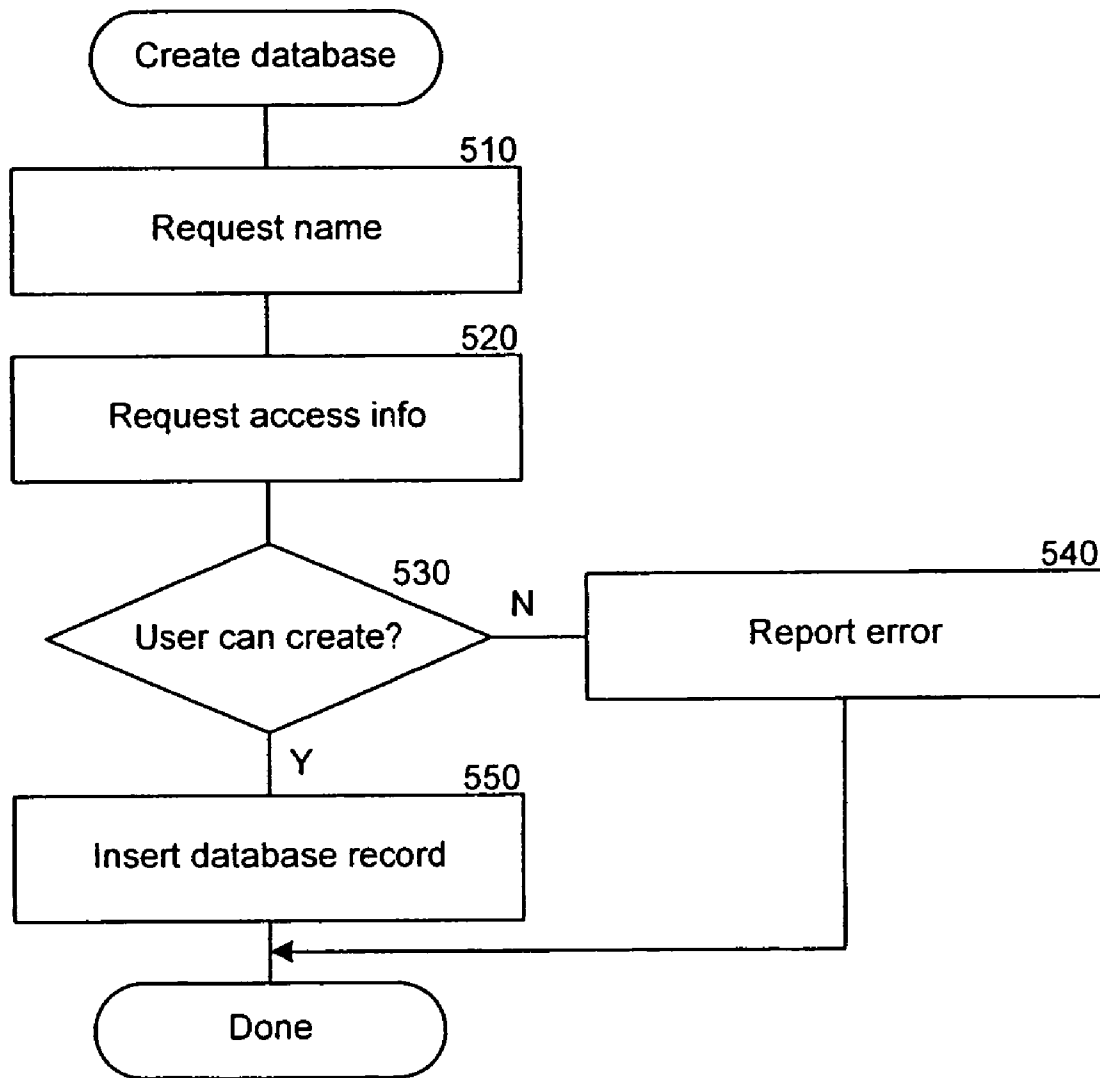 Create database
510
Request name
520
Request access info
530
User can create?
N
540
Report error
Y
550
Insert database record
Done